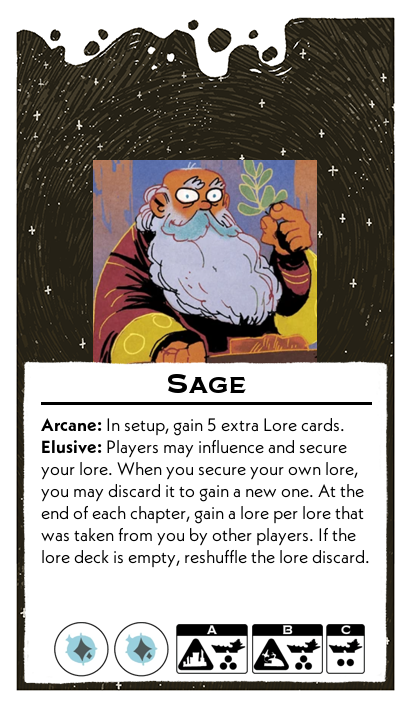 Sage
Arcane: In setup, gain 5 extra Lore cards.
Elusive: Players may influence and secure
your lore. When you secure your own lore,
you may discard it to gain a new one. At the
end of each chapter, gain a lore per lore that
was taken from you by other players. If the
lore deck is empty, reshuffle the lore discard.
A B C